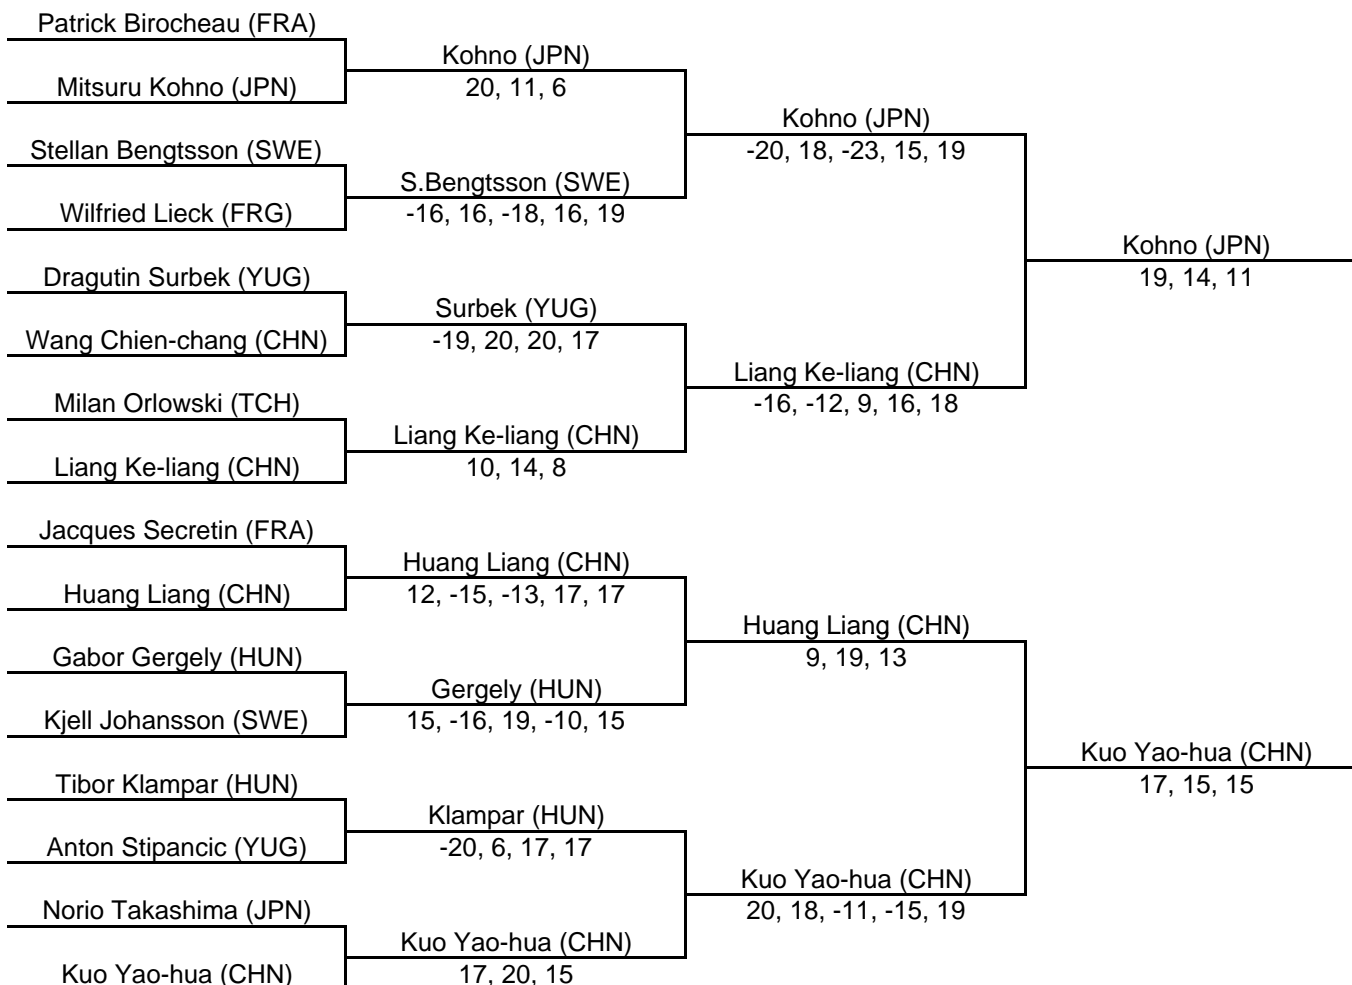 Patrick Birocheau (FRA)
Mitsuru Kohno (JPN)
Stellan Bengtsson (SWE)
Wilfried Lieck (FRG)
Dragutin Surbek (YUG)
Wang Chien-chang (CHN)
Milan Orlowski (TCH)
Liang Ke-liang (CHN)
Jacques Secretin (FRA)
Huang Liang (CHN)
Gabor Gergely (HUN)
Kjell Johansson (SWE)
Tibor Klampar (HUN)
Anton Stipancic (YUG)
Norio Takashima (JPN)
Kuo Yao-hua (CHN)
Kohno (JPN)
20, 11, 6
S.Bengtsson (SWE)
-16, 16, -18, 16, 19
Surbek (YUG)
-19, 20, 20, 17
Liang Ke-liang (CHN)
10, 14, 8
Huang Liang (CHN)
12, -15, -13, 17, 17
Gergely (HUN)
15, -16, 19, -10, 15
Klampar (HUN)
-20, 6, 17, 17
Kuo Yao-hua (CHN)
17, 20, 15
Kohno (JPN)
-20, 18, -23, 15, 19
Liang Ke-liang (CHN)
-16, -12, 9, 16, 18
Huang Liang (CHN)
9, 19, 13
Kuo Yao-hua (CHN)
20, 18, -11, -15, 19
Kohno (JPN)
19, 14, 11
Kuo Yao-hua (CHN)
17, 15, 15